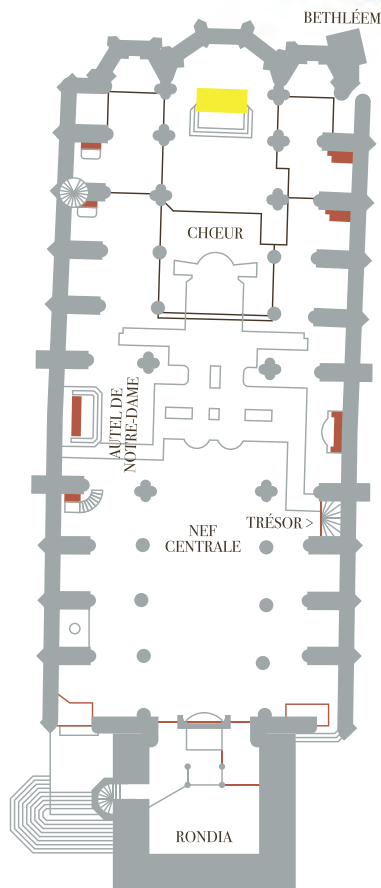 BETHLÉEM
CHŒUR
AUTEL DE
NOTRE-DAME
NEF
CENTRALE
TRÉSOR >
RONDIA